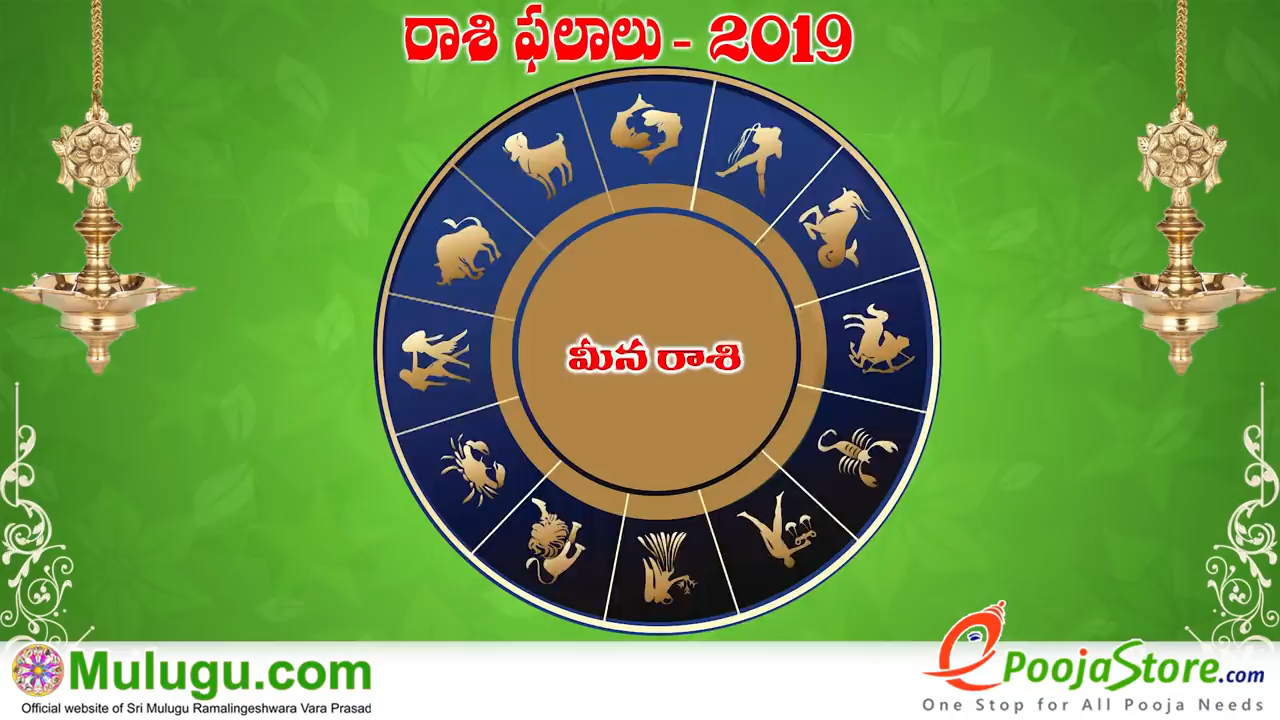 రాశి ఫలాలు - 2019
మీన రాశి
Mulugu.com
Official website of Sri Mulugu Ramalingeshwara Vara Prasad
ePoojaStore.com
One Stop for All Pooja Needs